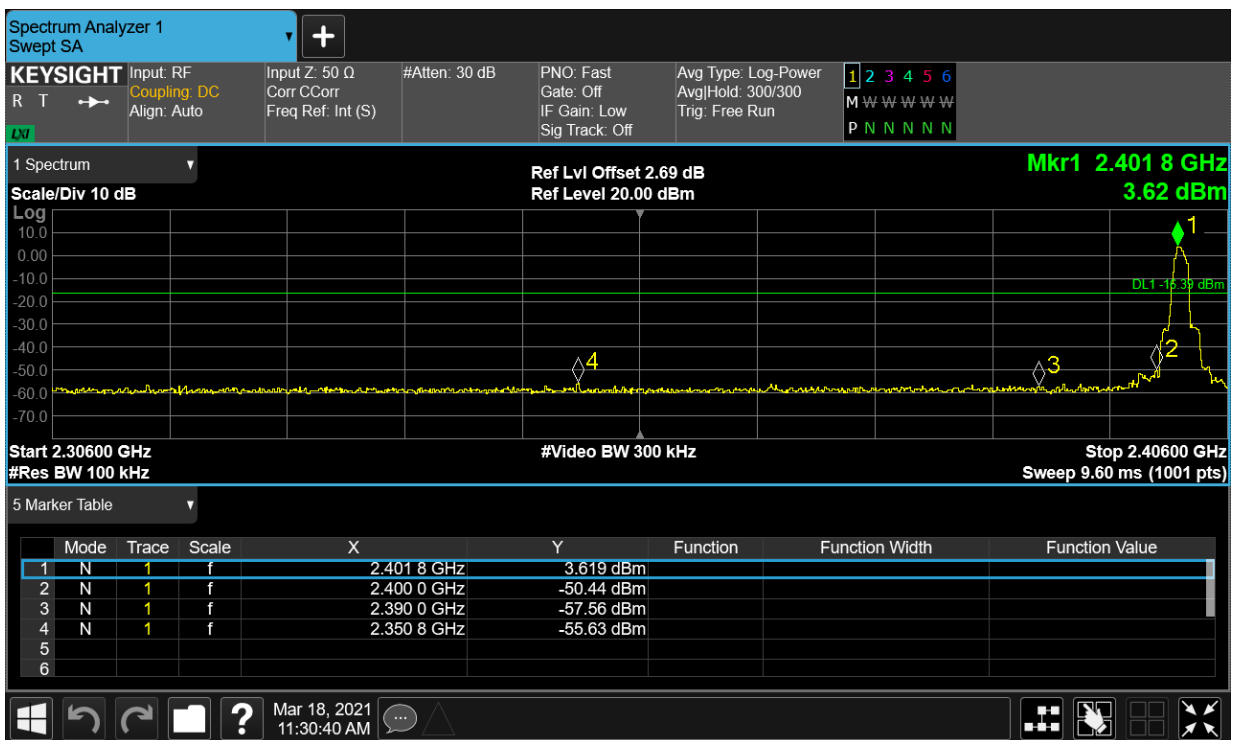 Spectrum Analyzer 1
Swept SA
KEYSIGHT
R T
LXI
Input: RF
Coupling: DC
Align: Auto
Input Z: 50 Ω
Corr CCorr
Freq Ref: Int (S)
#Atten: 30 dB
PNO: Fast
Gate: Off
IF Gain: Low
Sig Track: Off
Avg Type: Log-Power
Avg|Hold: 300/300
Trig: Free Run
1 2 3 4 5 6
M W W W W W
P N N N N N
1 Spectrum
Scale/Div 10 dB
Ref Lvl Offset 2.69 dB
Ref Level 20.00 dBm
Mkr1 2.401 8 GHz
3.62 dBm
Log
10.0
0.00
-10.0
-20.0
-30.0
-40.0
-50.0
-60.0
-70.0
1
DL1 -16.39 dBm
2
3
4
Start 2.30600 GHz
#Res BW 100 kHz
#Video BW 300 kHz
Stop 2.40600 GHz
Sweep 9.60 ms (1001 pts)
5 Marker Table
Mode Trace Scale X Y Function Function Width Function Value
1 N 1 f 2.401 8 GHz 3.619 dBm
2 N 1 f 2.400 0 GHz -50.44 dBm
3 N 1 f 2.390 0 GHz -57.56 dBm
4 N 1 f 2.350 8 GHz -55.63 dBm
5
6
?
Mar 18, 2021
11:30:40 AM